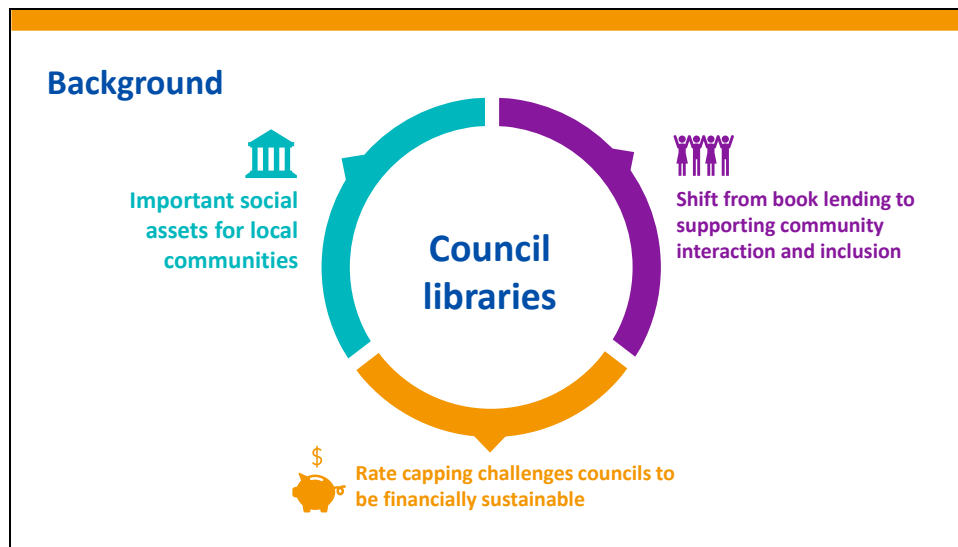 Background
Important social
assets for local
communities
Council
libraries
Shift from book lending to
supporting community
interaction and inclusion
$
Rate capping challenges councils to
be financially sustainable